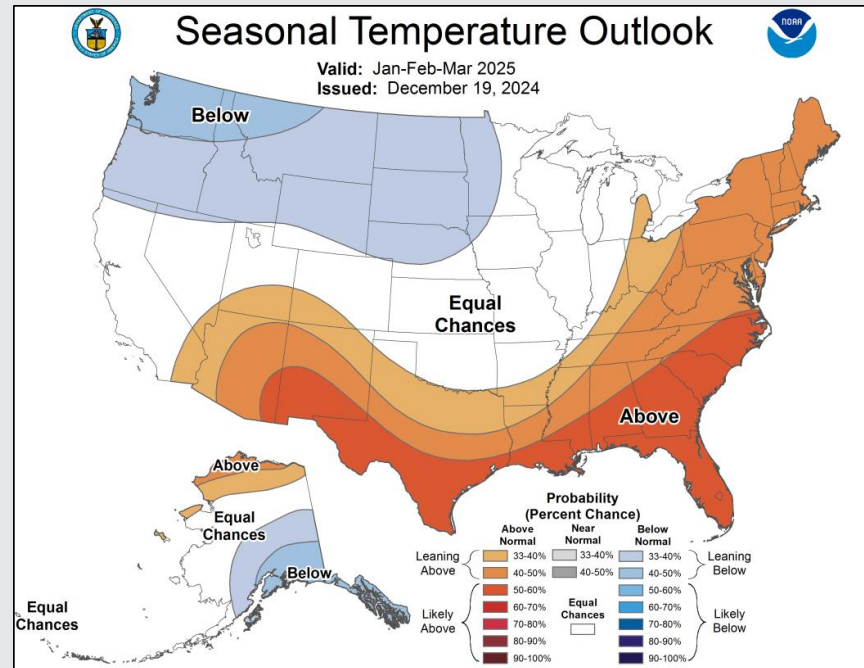 Seasonal Temperature Outlook
NOAA
Valid: Jan-Feb-Mar 2025
Issued: December 19, 2024
Below
Equal
Chances
Above
Above
Equal
Chances
Below
Equal
Chances
Probability
(Percent Chance)
Above
Normal
Near
Normal
Below
Normal
Leaning
Above
33-40% 33-40% 33-40%
40-50% 40-50% 40-50%
Leaning
Below
Likely
Above
50-60% 50-60%
60-70% 60-70%
70-80% 70-80%
80-90% 80-90%
90-100% 90-100%
Equal
Chances
Likely
Below